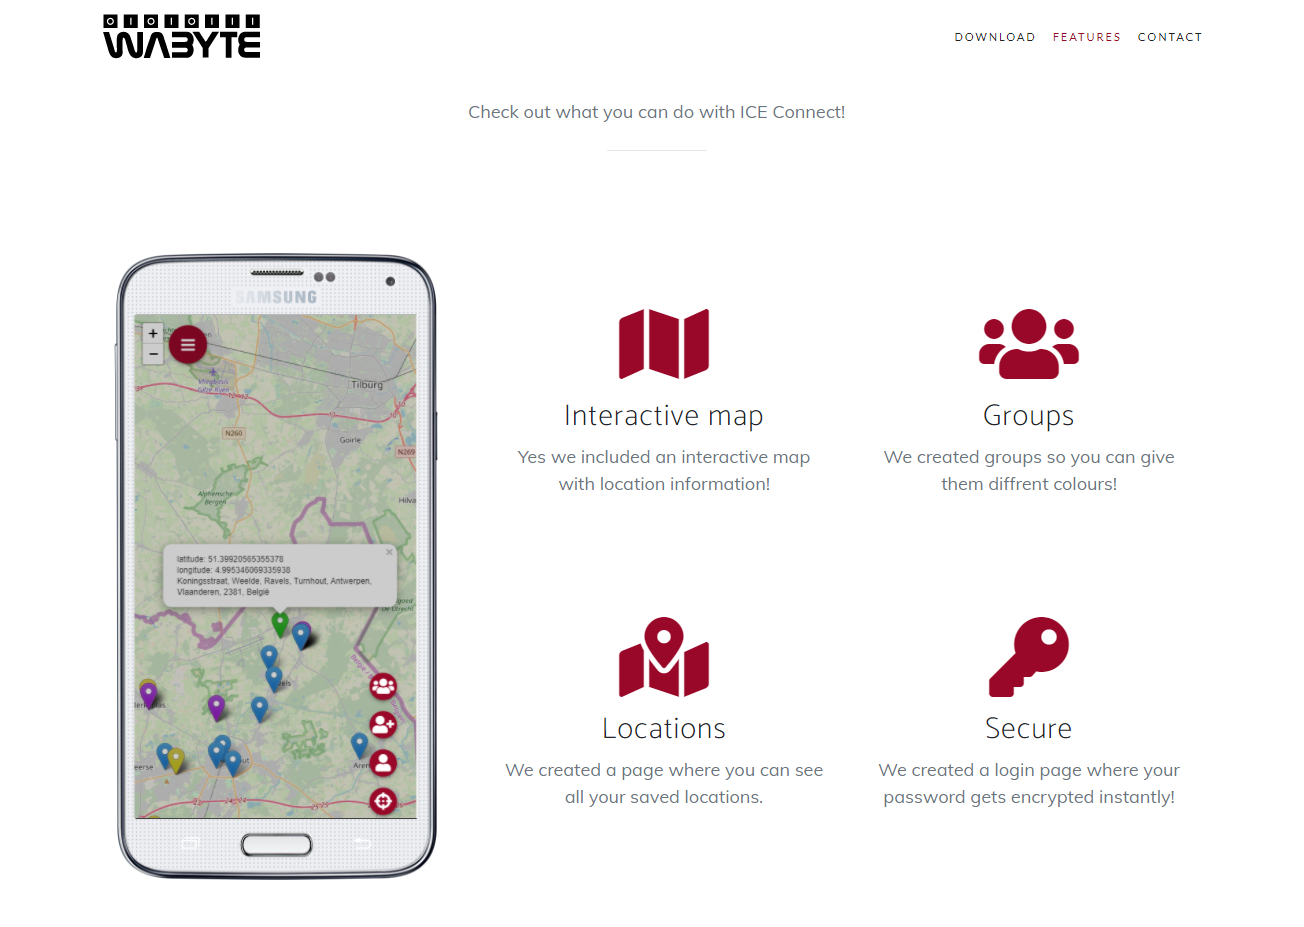 0 1 0 1 0 1 1 1
WABYTE
DOWNLOAD FEATURES CONTACT
Check out what you can do with ICE Connect!
SAMSUNG
+
−
Tilburg
N260
Goirle
N269
Alphensche
Bergen
Hilva
latitude: 51.39920565355378
longitude: 4.995346069335938
Koningsstraat, Weelde, Ravels, Turnhout, Antwerpen,
Vlaanderen, 2381, België
Interactive map
Yes we included an interactive map
with location information!
Groups
We created groups so you can give
them diffrent colours!
Locations
We created a page where you can see
all your saved locations.
Secure
We created a login page where your
password gets encrypted instantly!